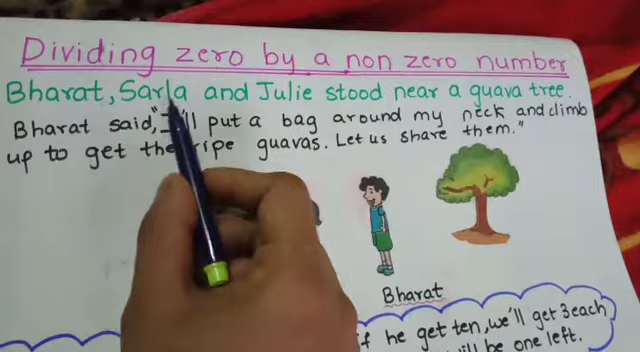 Dividing zero by a non zero number
Bharat, Sarla and Julie stood near a guava tree.
Bharat said, "I'll put a bag around my neck and climb
up to get the ripe guavas. Let us share them."
Bharat
if he get ten, we'll get 3 each
will be one left.